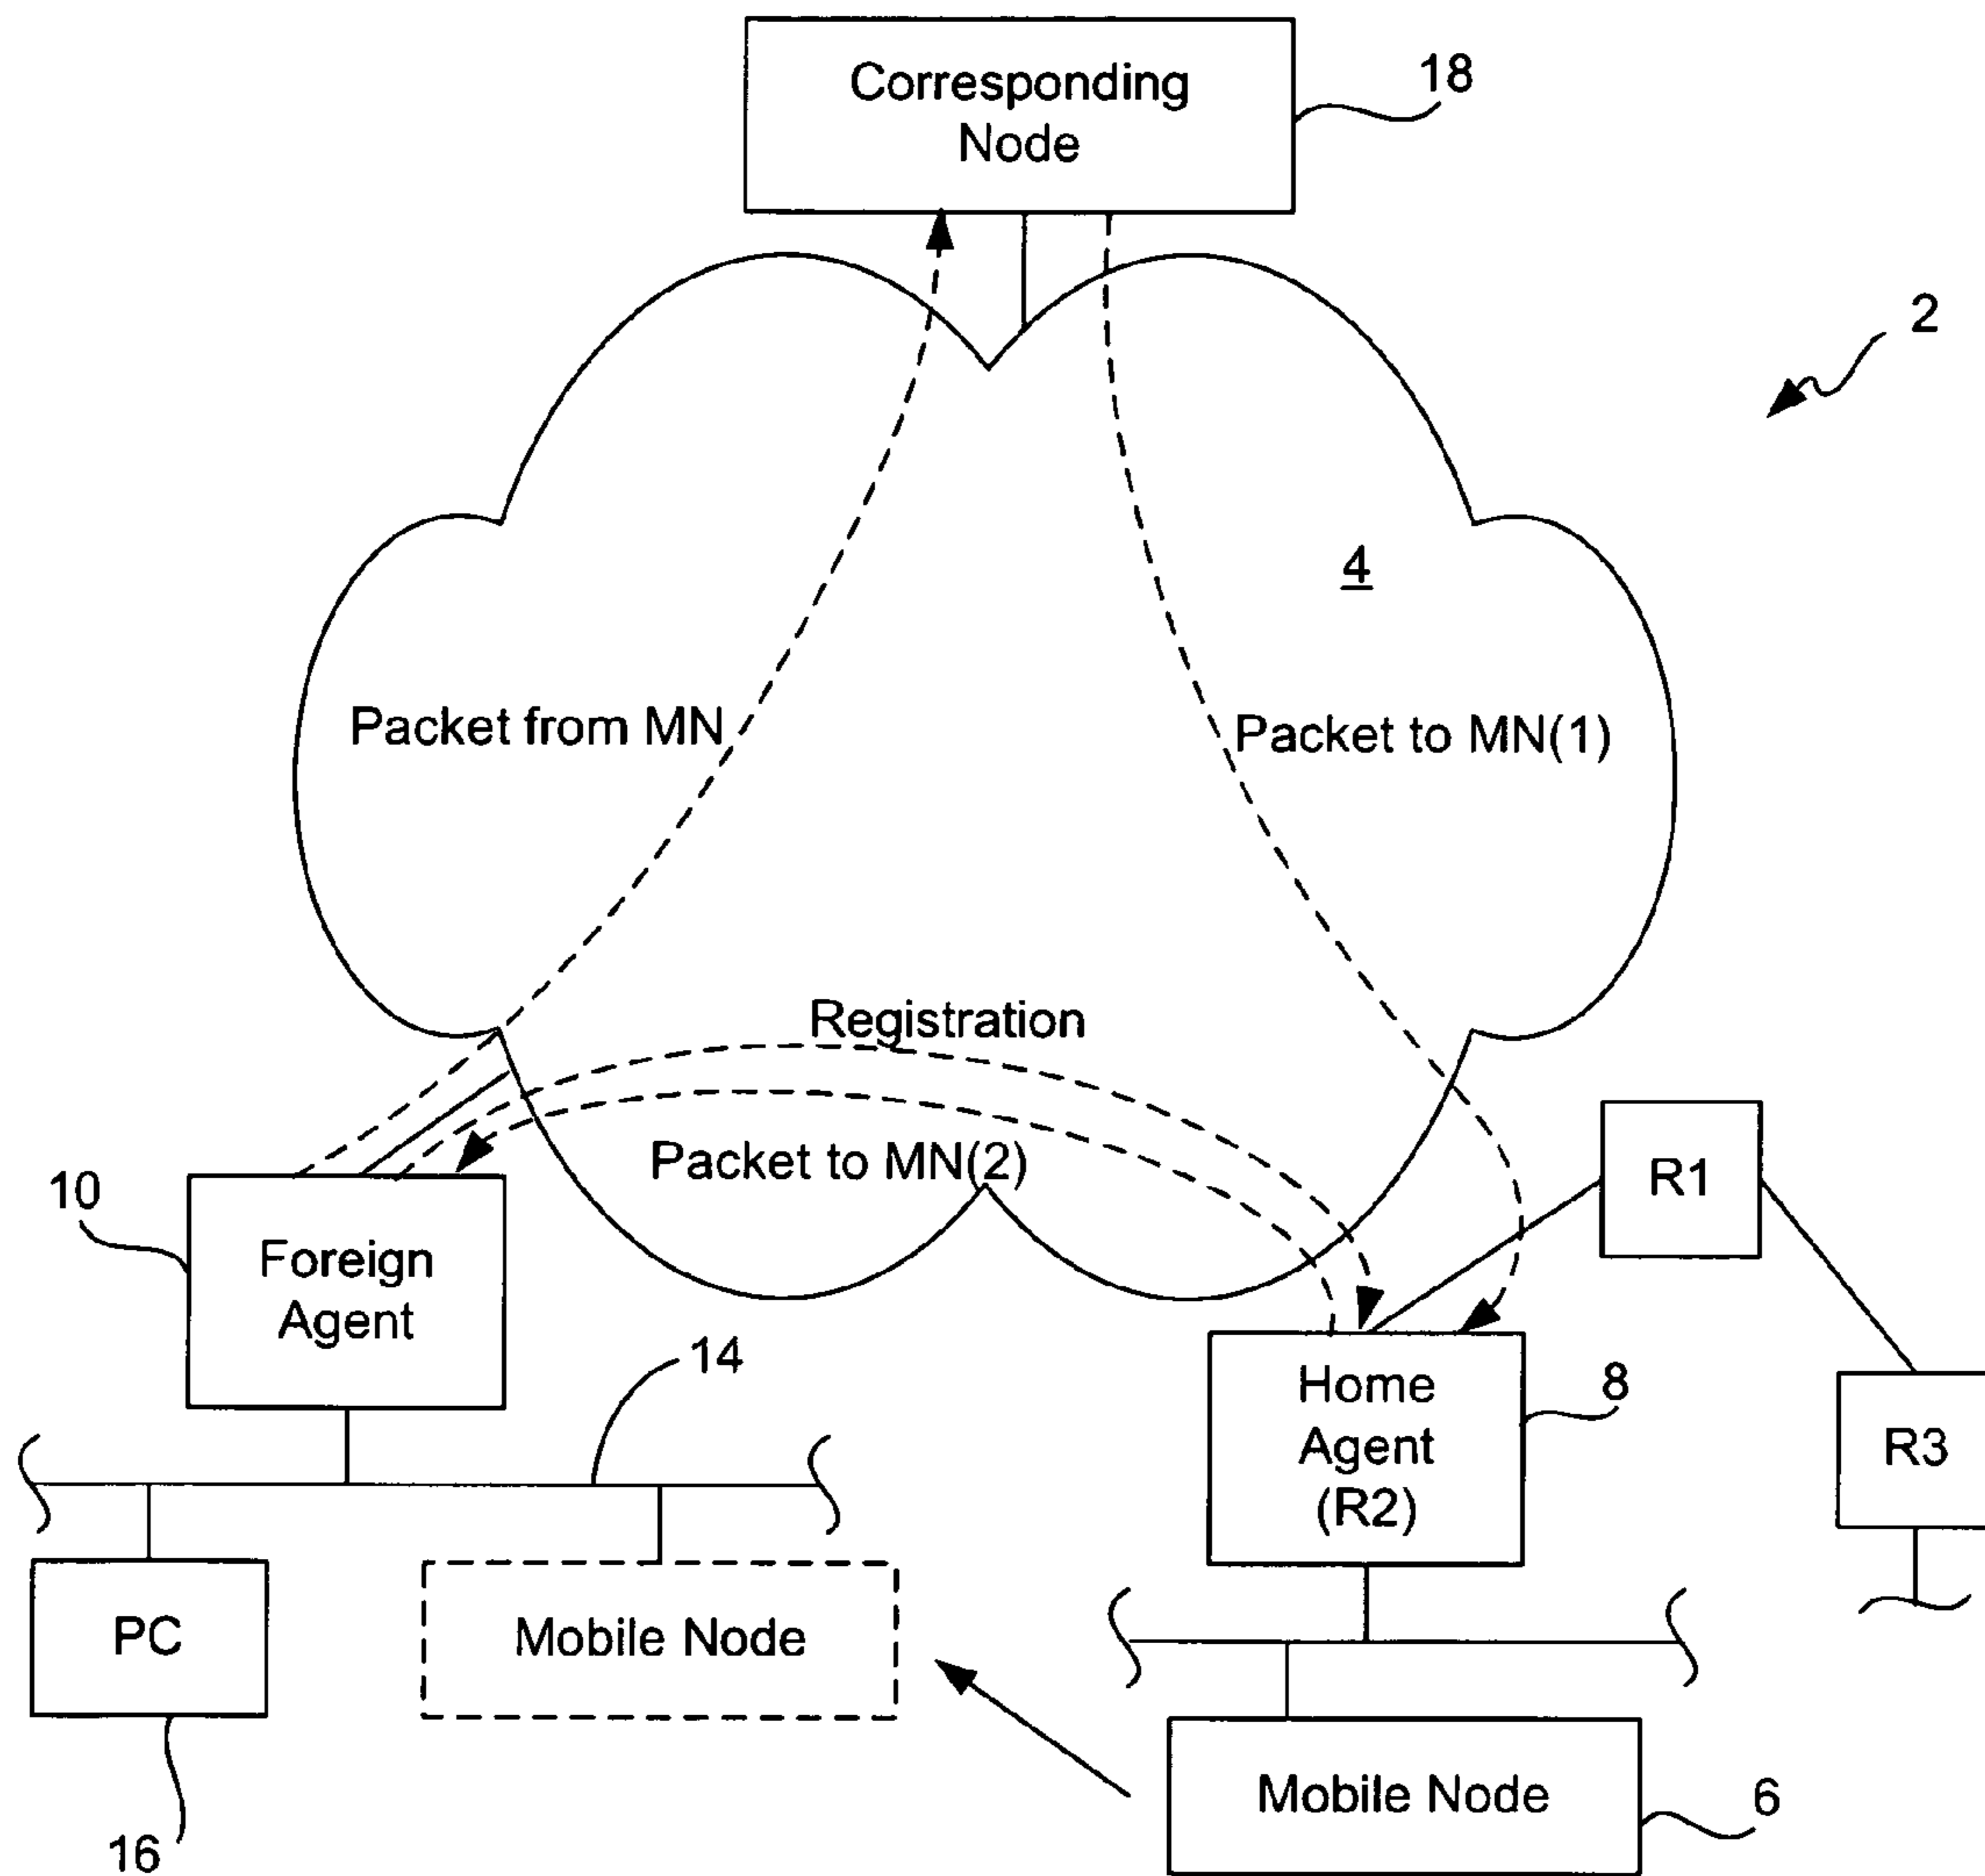 Corresponding
Node
18
2
4
Packet from MN
Packet to MN(1)
Registration
Packet to MN(2)
R1
10
Foreign
Agent
14
Home
Agent
(R2)
8
R3
PC
Mobile Node
Mobile Node
6
16